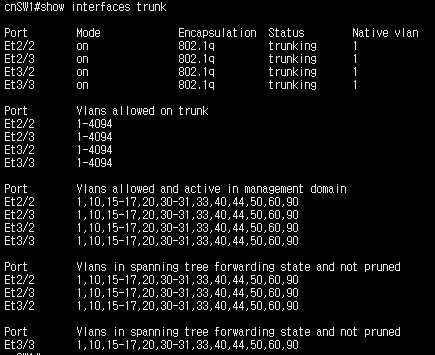 cnSW1#show interfaces trunk
Port Mode Encapsulation Status Native vlan
Et2/2 on 802.1q trunking 1
Et2/3 on 802.1q trunking 1
Et3/2 on 802.1q trunking 1
Et3/3 on 802.1q trunking 1
Port Vlans allowed on trunk
Et2/2 1-4094
Et2/3 1-4094
Et3/2 1-4094
Et3/3 1-4094
Port Vlans allowed and active in management domain
Et2/2 1,10,15-17,20,30-31,33,40,44,50,60,90
Et2/3 1,10,15-17,20,30-31,33,40,44,50,60,90
Et3/2 1,10,15-17,20,30-31,33,40,44,50,60,90
Et3/3 1,10,15-17,20,30-31,33,40,44,50,60,90
Port Vlans in spanning tree forwarding state and not pruned
Et2/2 1,10,15-17,20,30-31,33,40,44,50,60,90
Et2/3 1,10,15-17,20,30-31,33,40,44,50,60,90
Et3/2 1,10,15-17,20,30-31,33,40,44,50,60,90
Port Vlans in spanning tree forwarding state and not pruned
Et3/3 1,10,15-17,20,30-31,33,40,44,50,60,90